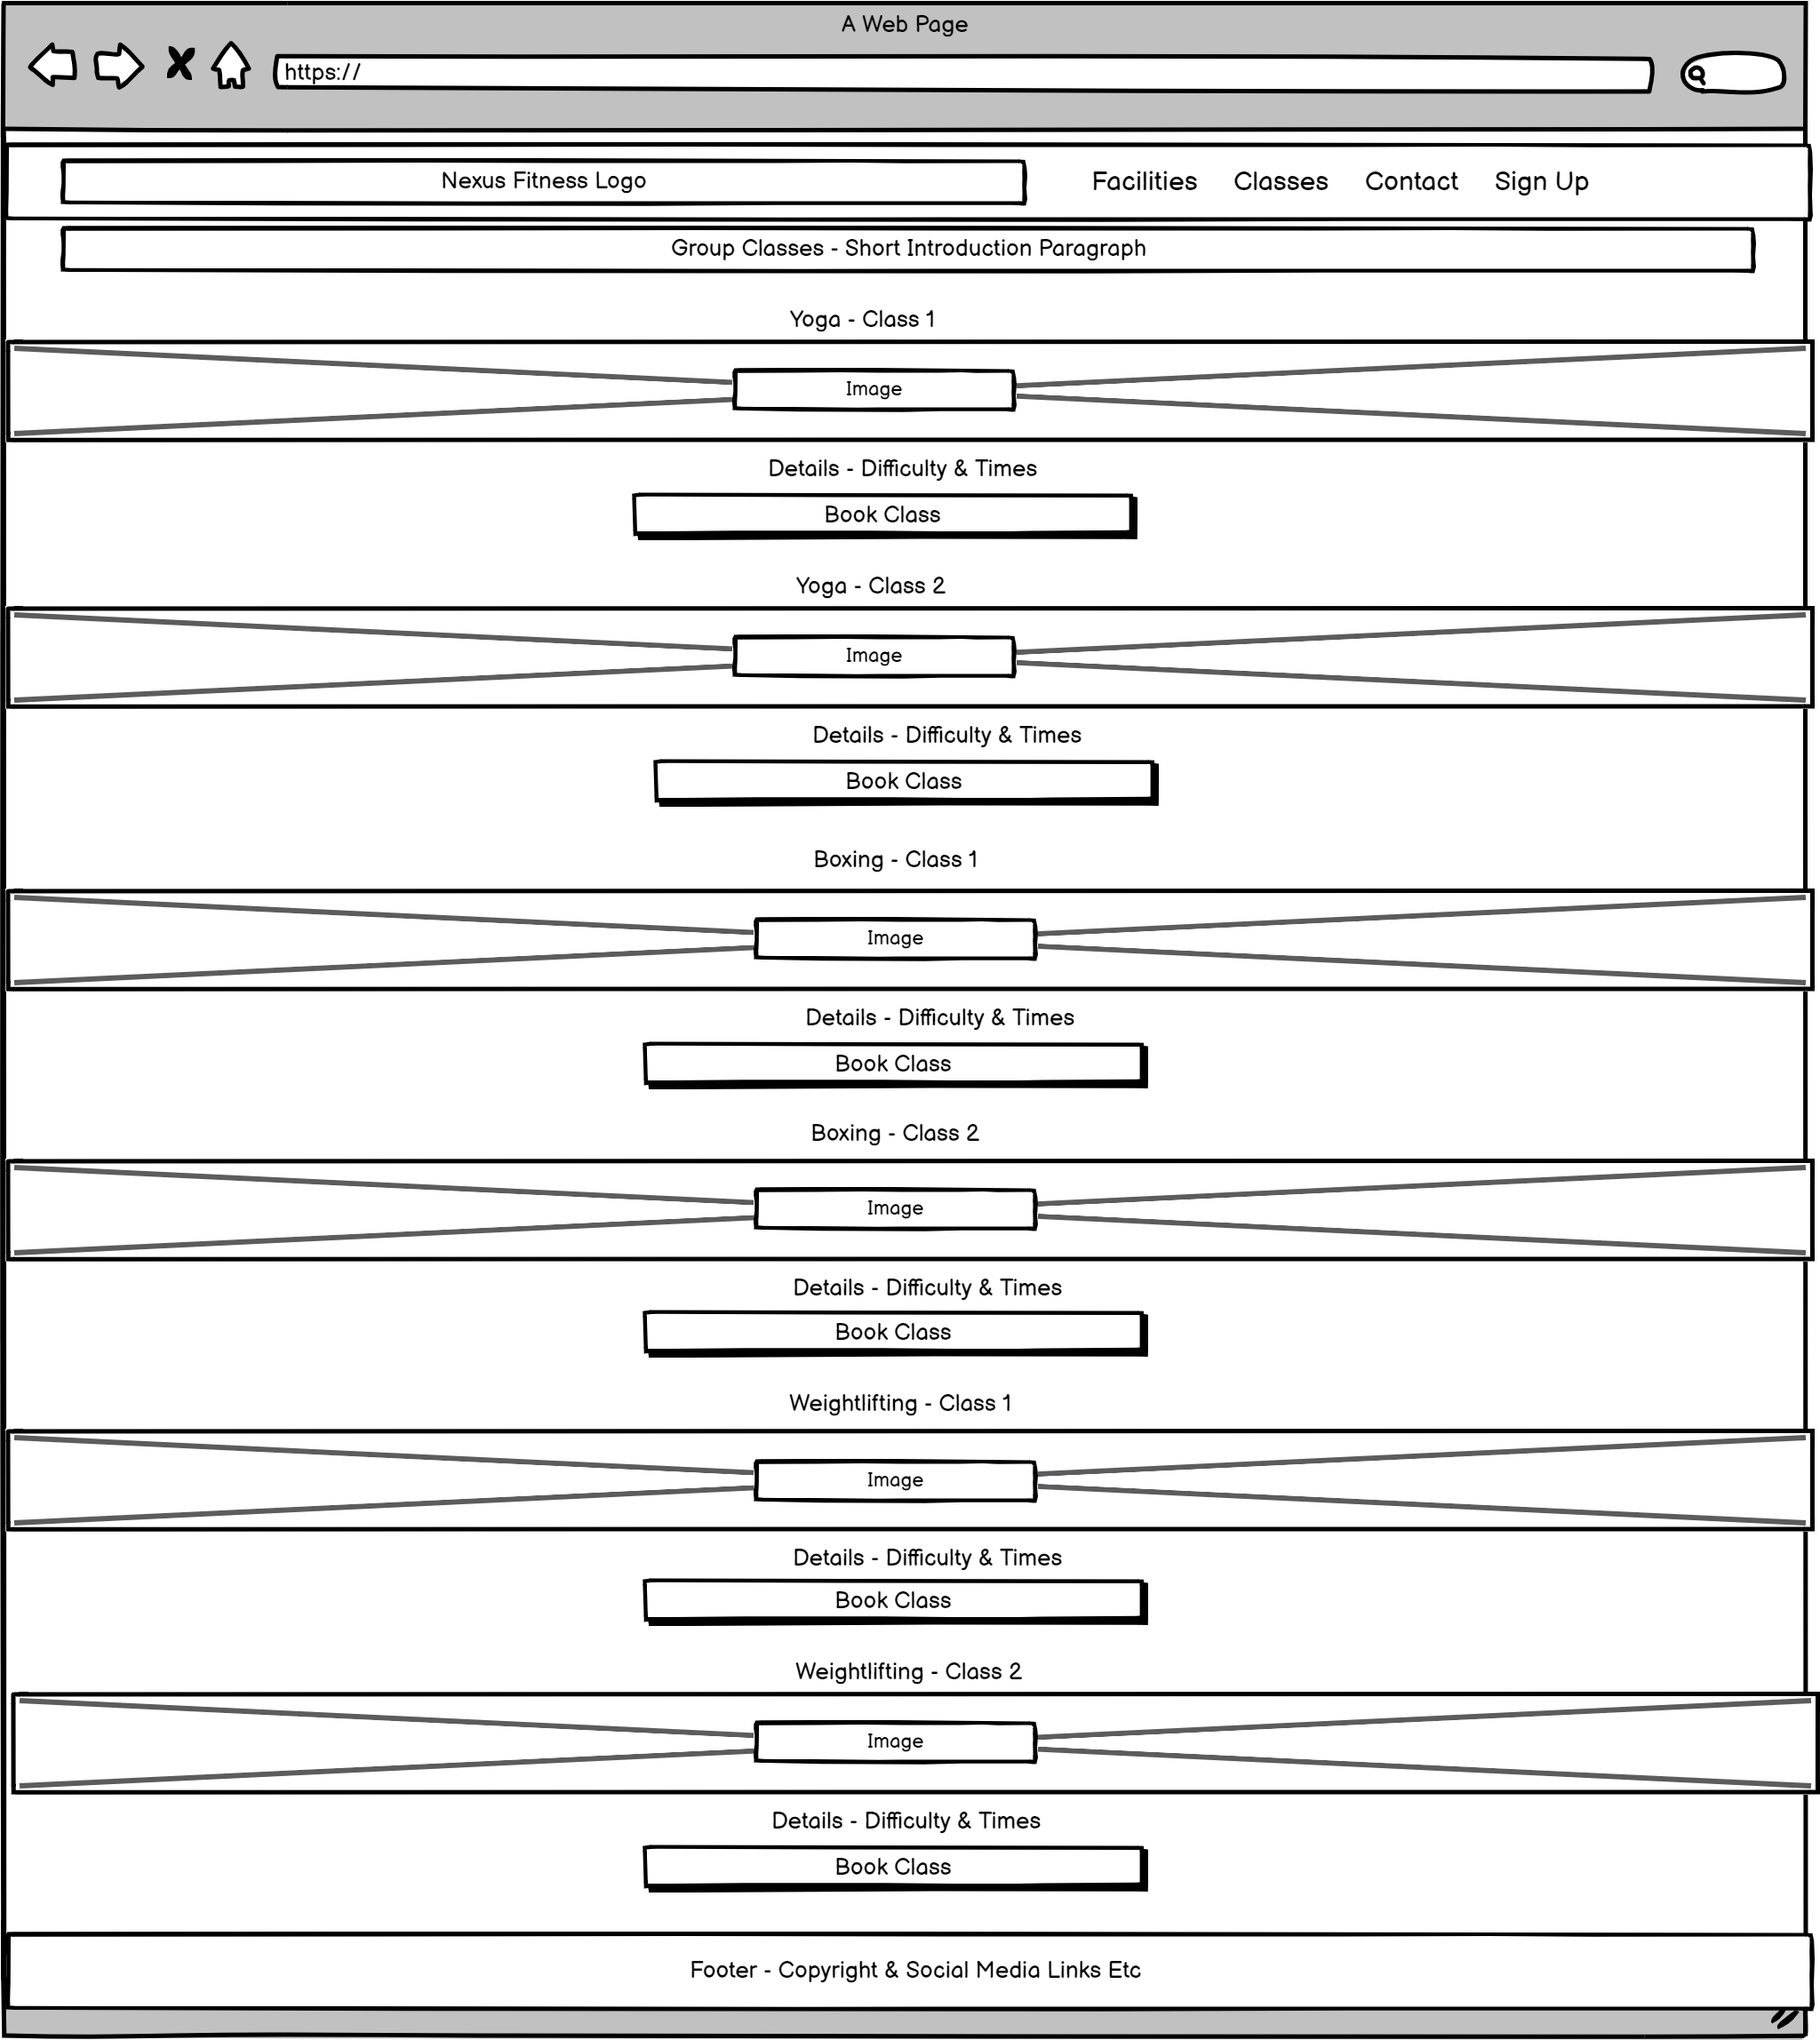 A Web Page
https://
Nexus Fitness Logo
Facilities Classes Contact Sign Up
Group Classes - Short Introduction Paragraph
Yoga - Class 1
Image
Details - Difficulty & Times
Book Class
Yoga - Class 2
Image
Details - Difficulty & Times
Book Class
Boxing - Class 1
Image
Details - Difficulty & Times
Book Class
Boxing - Class 2
Image
Details - Difficulty & Times
Book Class
Weightlifting - Class 1
Image
Details - Difficulty & Times
Book Class
Weightlifting - Class 2
Image
Details - Difficulty & Times
Book Class
Footer - Copyright & Social Media Links Etc